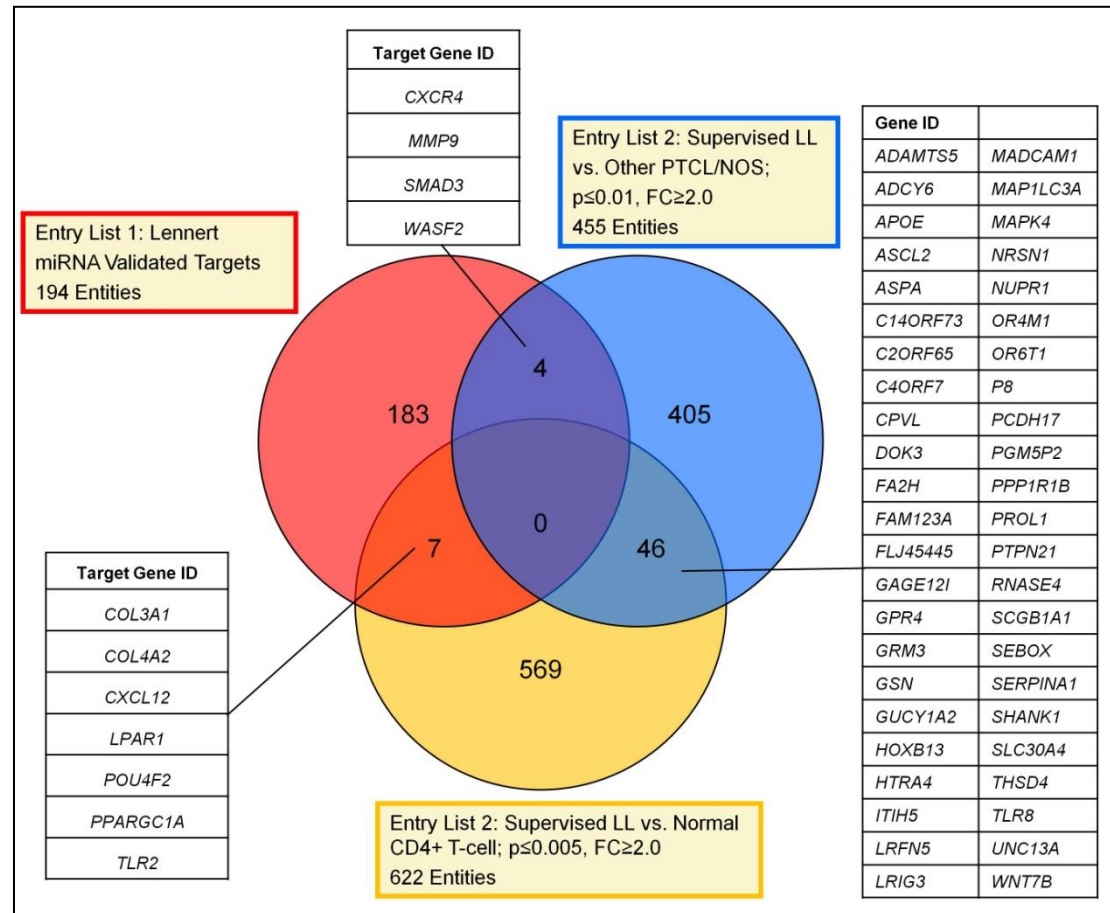 Target Gene ID
CXCR4
MMP9
SMAD3
WASF2
Entry List 1: Lennert
miRNA Validated Targets
194 Entities
Entry List 2: Supervised LL
vs. Other PTCL/NOS;
p≤0.01, FC≥2.0
455 Entities
4
183
405
0
7
46
569
Target Gene ID
COL3A1
COL4A2
CXCL12
LPAR1
POU4F2
PPARGC1A
TLR2
Entry List 2: Supervised LL vs. Normal
CD4+ T-cell; p≤0.005, FC≥2.0
622 Entities
Gene ID
ADAMTS5 MADCAM1
ADCY6 MAP1LC3A
APOE MAPK4
ASCL2 NRSN1
ASPA NUPR1
C14ORF73 OR4M1
C2ORF65 OR6T1
C4ORF7 P8
CPVL PCDH17
DOK3 PGM5P2
FA2H PPP1R1B
FAM123A PROL1
FLJ45445 PTPN21
GAGE12I RNASE4
GPR4 SCGB1A1
GRM3 SEBOX
GSN SERPINA1
GUCY1A2 SHANK1
HOXB13 SLC30A4
HTRA4 THSD4
ITIH5 TLR8
LRFN5 UNC13A
LRIG3 WNT7B